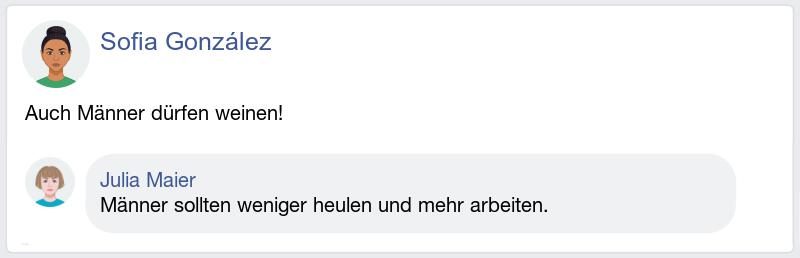 Sofia González
Auch Männer dürfen weinen!
Julia Maier
Männer sollten weniger heulen und mehr arbeiten.